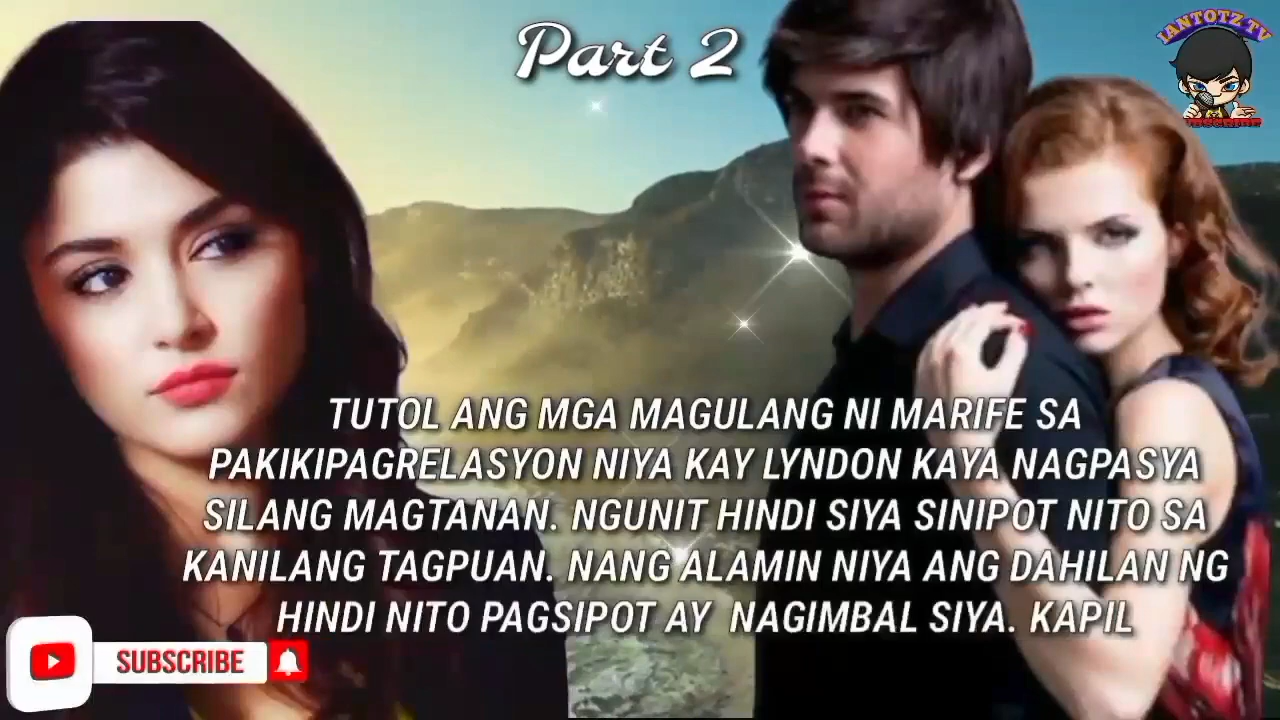 Part 2
IANTOTZ TV
TUTOL ANG MGA MAGULANG NI MARIFE SA
PAKIKIPAGRELASYON NIYA KAY LYNDON KAYA NAGPASYA
SILANG MAGTANAN. NGUNIT HINDI SIYA SINIPOT NITO SA
KANILANG TAGPUAN. NANG ALAMIN NIYA ANG DAHILAN NG
HINDI NITO PAGSIPOT AY NAGIMBAL SIYA. KAPIL
SUBSCRIBE